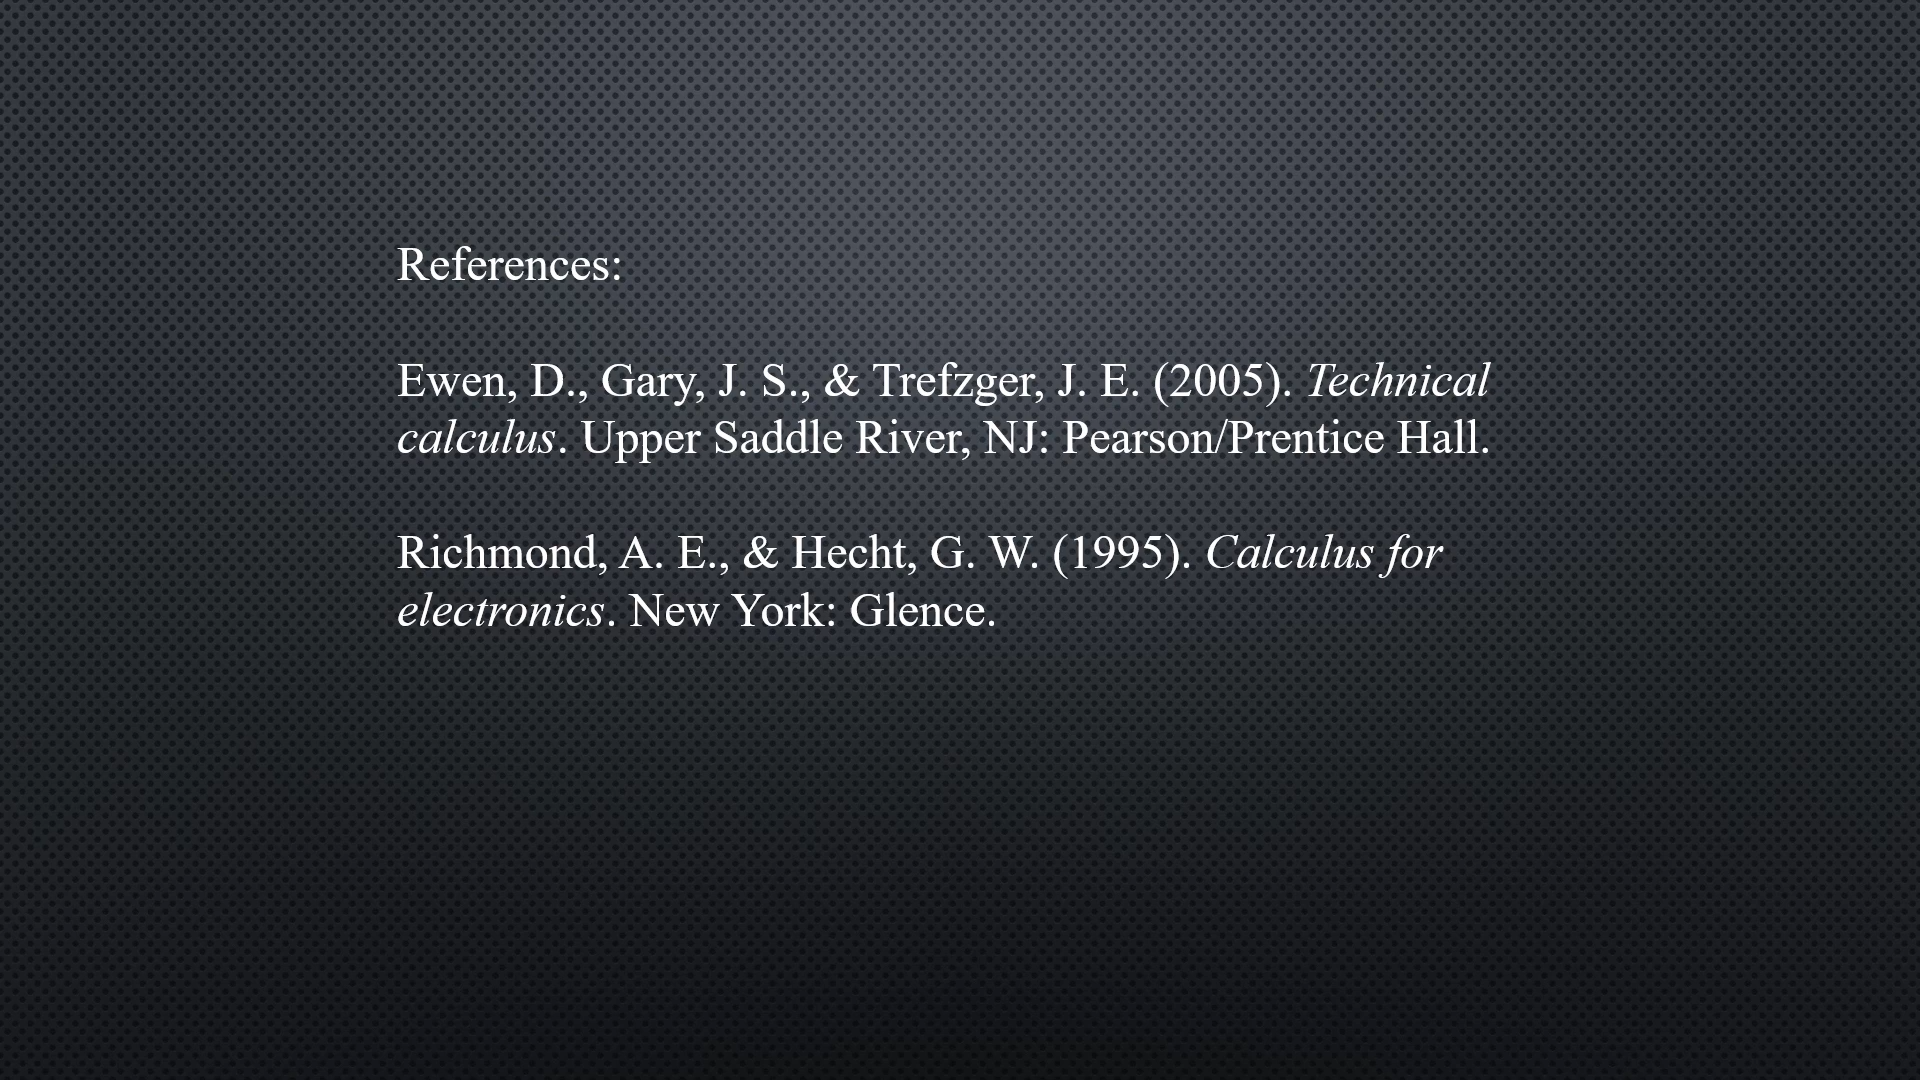 References:
Ewen, D., Gary, J. S., & Trefzger, J. E. (2005). Technical
calculus. Upper Saddle River, NJ: Pearson/Prentice Hall.
Richmond, A. E., & Hecht, G. W. (1995). Calculus for
electronics. New York: Glence.